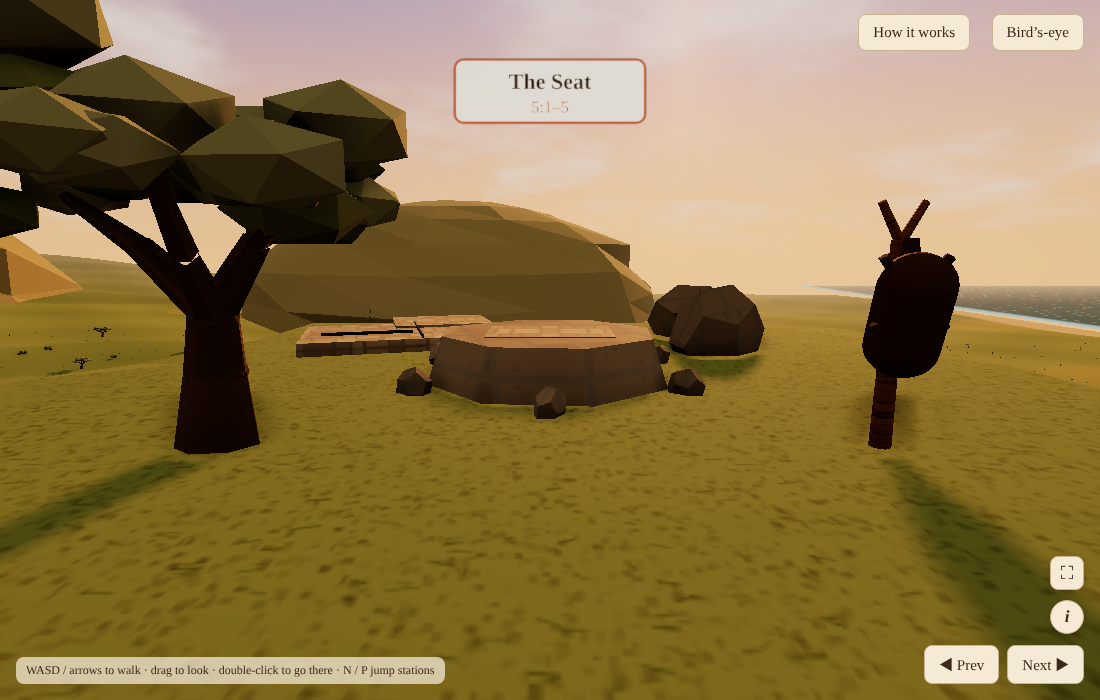 How it works
Bird's-eye
The Seat
5:1–5
i
WASD / arrows to walk · drag to look · double-click to go there · N / P jump stations
◀ Prev
Next ▶